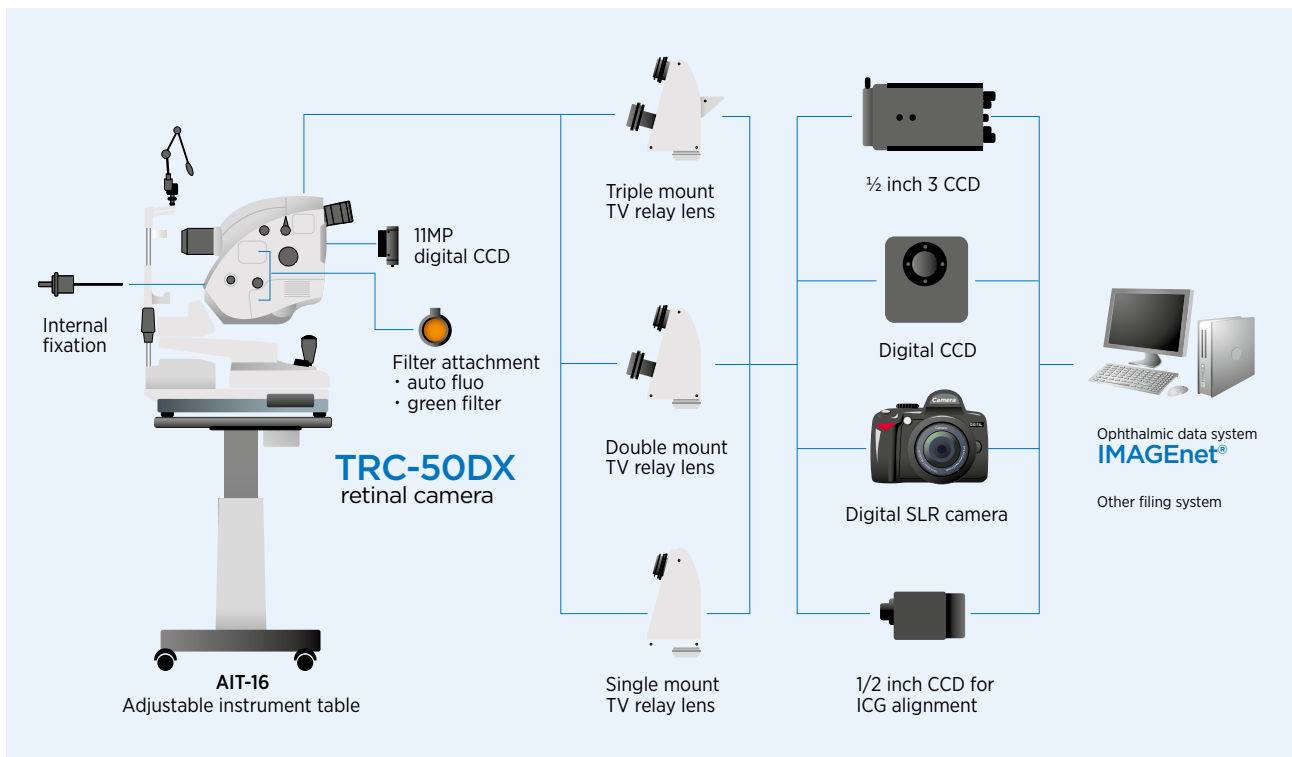 Internal
fixation
11MP
digital CCD
Filter attachment
・auto fluo
・green filter
TRC-50DX
retinal camera
AIT-16
Adjustable instrument table
Triple mount
TV relay lens
Double mount
TV relay lens
Single mount
TV relay lens
½ inch 3 CCD
Digital CCD
Camera
Digital SLR camera
1/2 inch CCD for
ICG alignment
Ophthalmic data system
IMAGEnet®
Other filing system